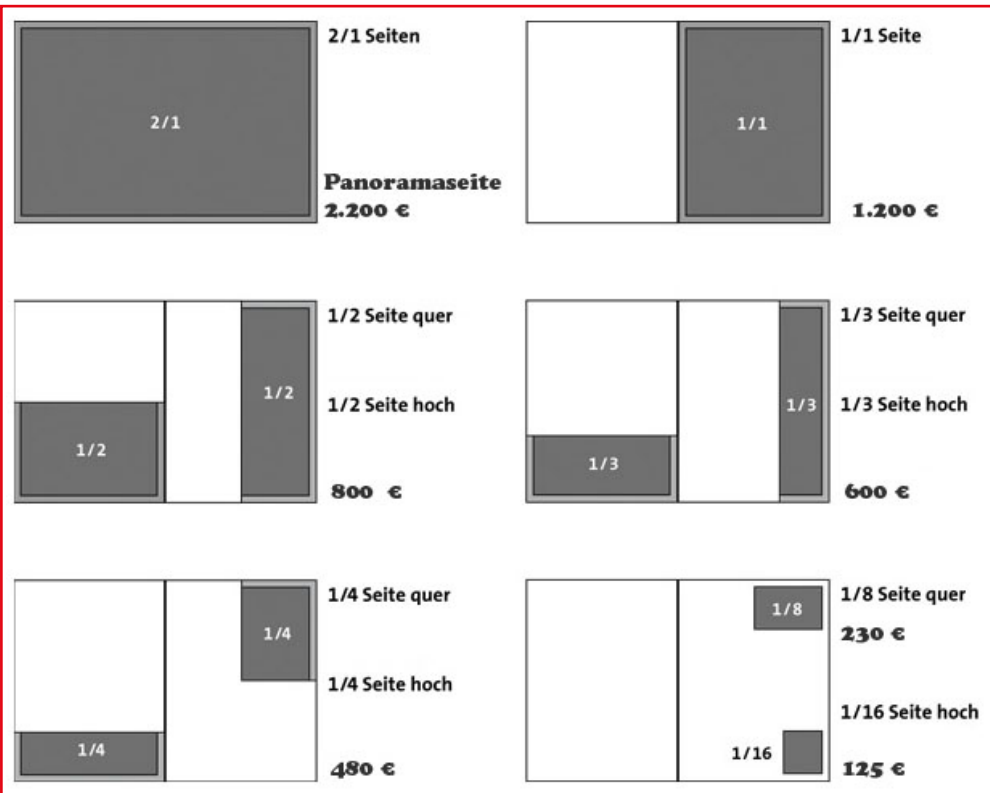 2/1 Seiten
2/1
Panoramaseite
2.200 €
1/1 Seite
1/1
1.200 €
1/2 Seite quer
1/2
1/2 Seite hoch
1/2
800 €
1/3 Seite quer
1/3
1/3 Seite hoch
1/3
600 €
1/4 Seite quer
1/4
1/4 Seite hoch
1/4
480 €
1/8 Seite quer
1/8
230 €
1/16 Seite hoch
1/16
125 €